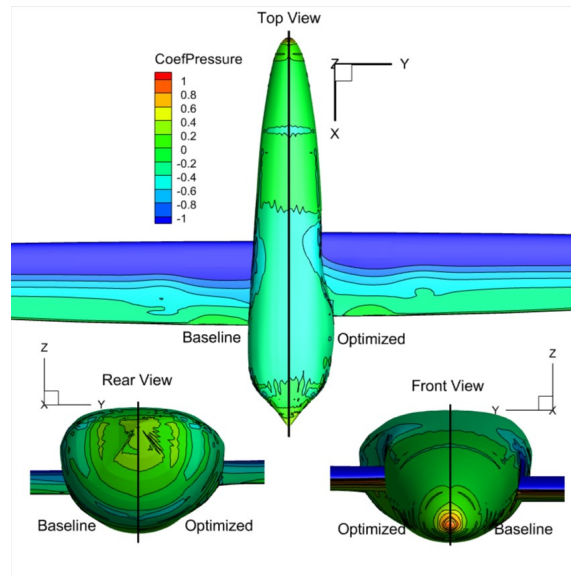 Top View
CoefPressure
1
0.8
0.6
0.4
0.2
0
-0.2
-0.4
-0.6
-0.8
-1
Z
Y
X
Baseline
Optimized
Z
X
Y
Rear View
Baseline
Optimized
Front View
Z
Y
X
Optimized
Baseline